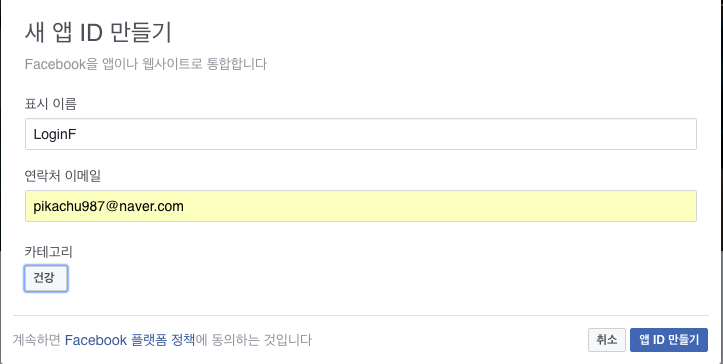 새 앱 ID 만들기
Facebook을 앱이나 웹사이트로 통합합니다
표시 이름
LoginF
연락처 이메일
pikachu987@naver.com
카테고리
건강
계속하면 Facebook 플랫폼 정책에 동의하는 것입니다 취소 앱 ID 만들기